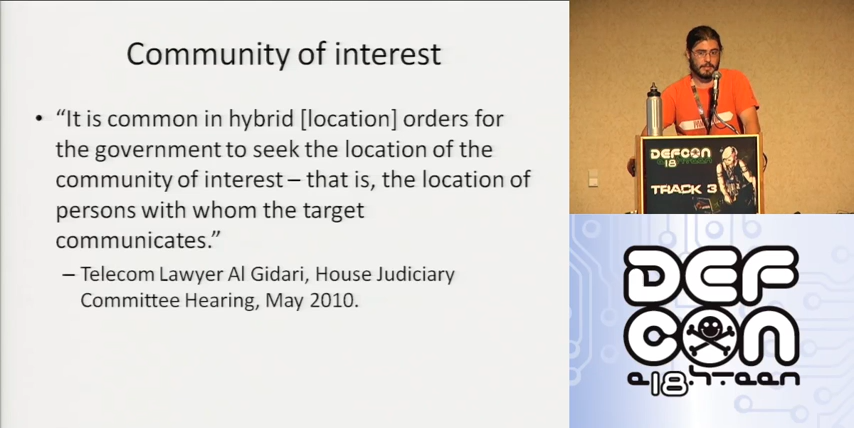 Community of interest
• “It is common in hybrid [location] orders for
the government to seek the location of the
community of interest – that is, the location of
persons with whom the target
communicates.”
– Telecom Lawyer Al Gidari, House Judiciary
Committee Hearing, May 2010.
DEFCON
18
TRACK 3
DEF
CON
e18hteen